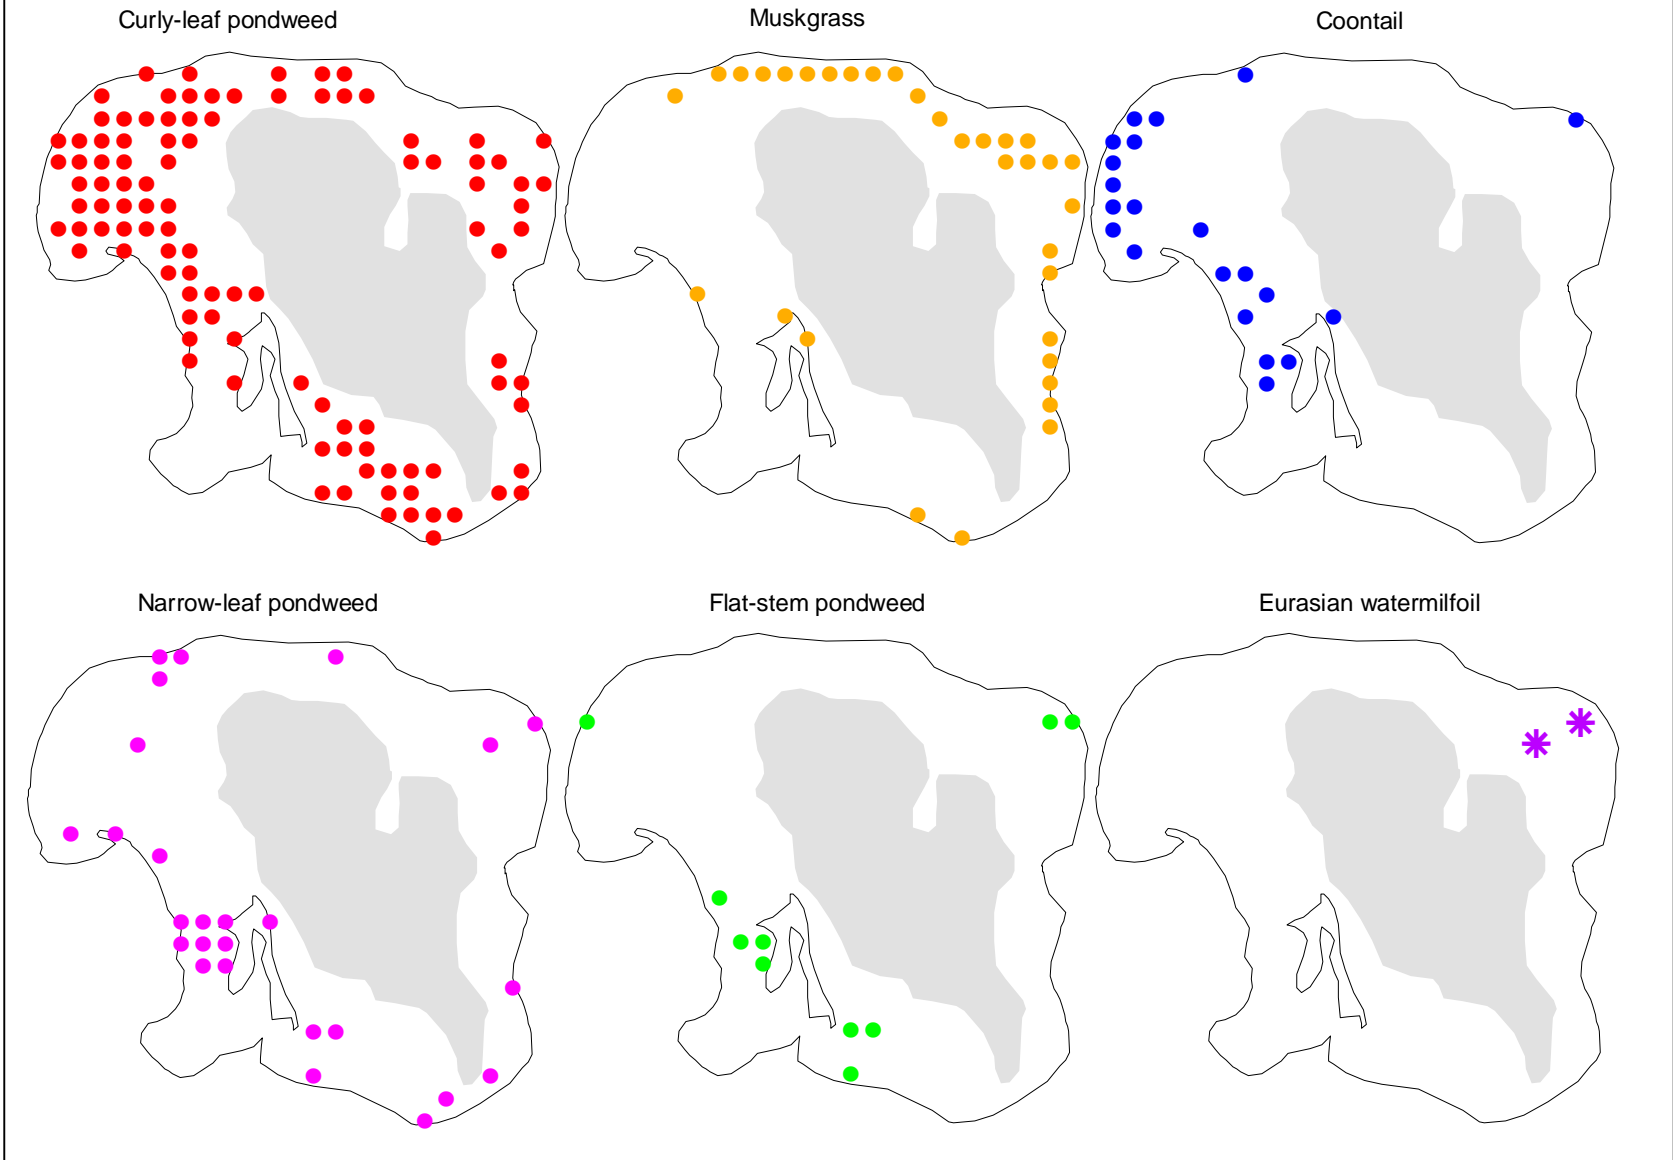 Curly-leaf pondweed
Muskgrass
Coontail
Narrow-leaf pondweed
Flat-stem pondweed
Eurasian watermilfoil